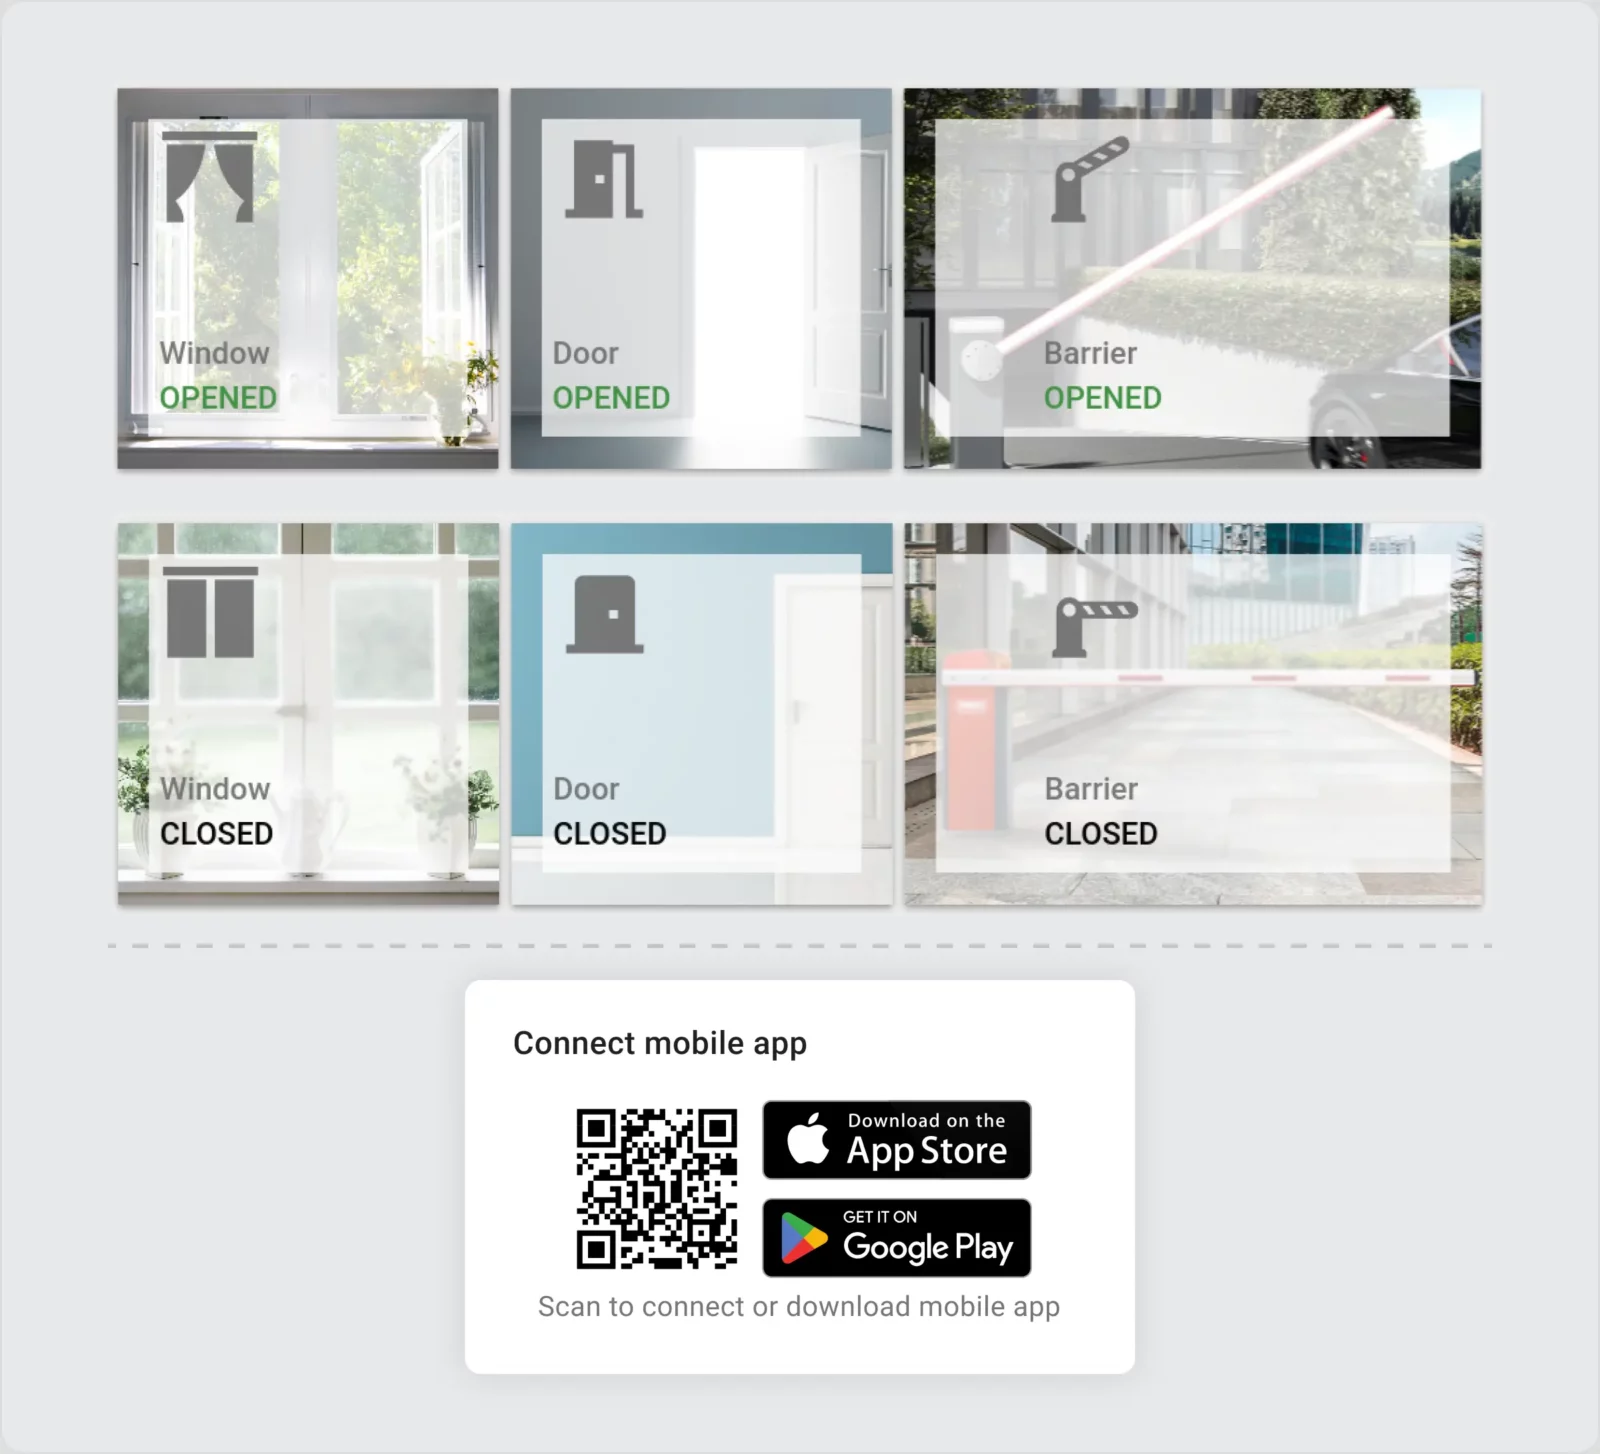 Window
OPENED
Door
OPENED
Barrier
OPENED
Window
CLOSED
Door
CLOSED
Barrier
CLOSED
Connect mobile app
Download on the
App Store
GET IT ON
Google Play
Scan to connect or download mobile app